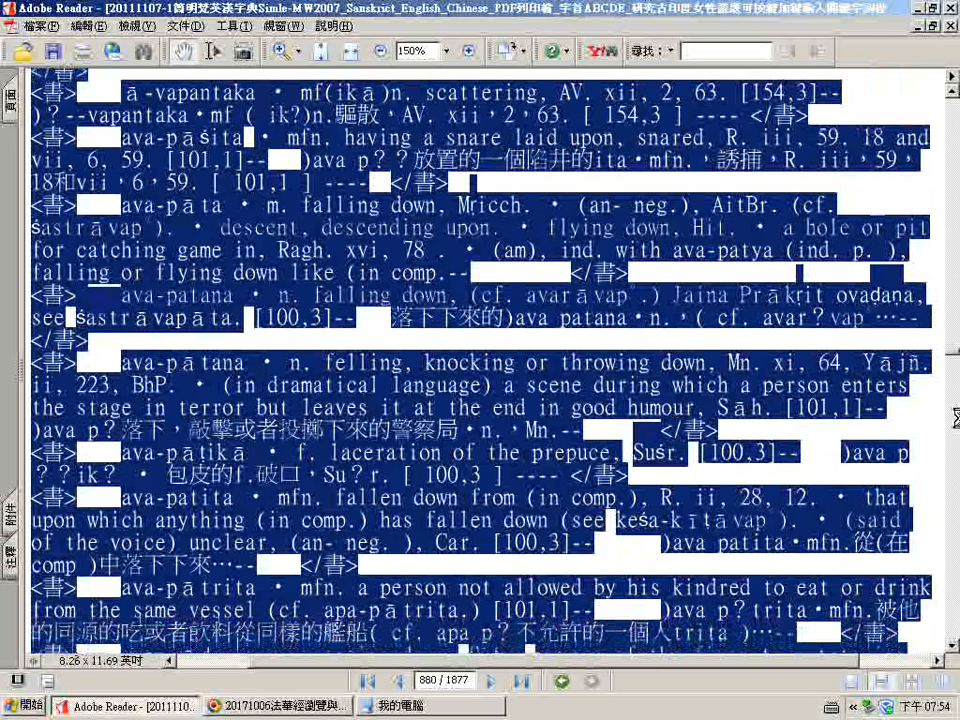 Adobe Reader - [20111107-1簡明梵英漢字典Simle-MW2007_Sanskrict_English_Chinese_PDF列印檔_字首ABCDE_研究古印度女性
檔案(F) 編輯(E) 檢視(V) 文件(D) 工具(T) 視窗(W) 說明(H)
150% 尋找:
頁面
附件
注釋
</書>
<書> ā-vapantaka · mf(ikā)n. scattering, AV. xii, 2, 63. [154,3]--
)? --vapantaka·mf ( ik?)n.驅散,AV. xii,2,63. [ 154,3 ] ---- </書>
<書> ava-pāśita · mfn. having a snare laid upon, snared, R. iii, 59. 18 and
vii, 6, 59. [101,1]-- )ava p??放置的一個陷井的ita·mfn.,誘捕,R. iii,59,
18和vii,6,59. [ 101,1 ] ---- </書>
<書> ava-pāta · m. falling down, Mṛicch. · (an- neg.), AitBr. (cf.
śastrāvap ). · descent, descending upon. · flying down, Hit. · a hole or pit
for catching game in, Ragh. xvi, 78 . · (am), ind. with ava-patya (ind. p. ),
falling or flying down like (in comp.-- </書>
<書> ava-patana · n. falling down, (cf. avarāvap°.) Jaina Prākṛit ovaḍaṇa,
see śastrāvapāta. [100,3]-- 落下下來的)ava patana·n.,( cf. avar?vap …--
</書>
<書> ava-pātana · n. felling, knocking or throwing down, Mn. xi, 64, Yājñ.
ii, 223, BhP. · (in dramatical language) a scene during which a person enters
the stage in terror but leaves it at the end in good humour, Sāh. [101,1]--
)ava p?落下,敲擊或者投擲下來的警察局·n., Mn.-- </書>
<書> ava-pāṭikā · f. laceration of the prepuce, Suśr. [100,3]-- )ava p
??ik? · 包皮的f.破口,Su?r. [ 100,3 ] ---- </書>
<書> ava-patita · mfn. fallen down from (in comp.), R. ii, 28, 12. · that
upon which anything (in comp.) has fallen down (see keśa-kīṭāvap ). · (said
of the voice) unclear, (an- neg. ), Car. [100,3]-- )ava patita·mfn.從(在
comp )中落下下來…-- </書>
<書> ava-pātrita · mfn. a person not allowed by his kindred to eat or drink
from the same vessel (cf. apa-pātrita.) [101,1]-- )ava p?trita·mfn.被他
的同源的吃或者飲料從同樣的艦船( cf. apa p?不允許的一個人trita )…-- </書>
8.26 x 11.69 英吋
880 / 1877
開始 Adobe Reader - [2011110... 20171006法華經瀏覽與... 我的電腦 下午 07:54